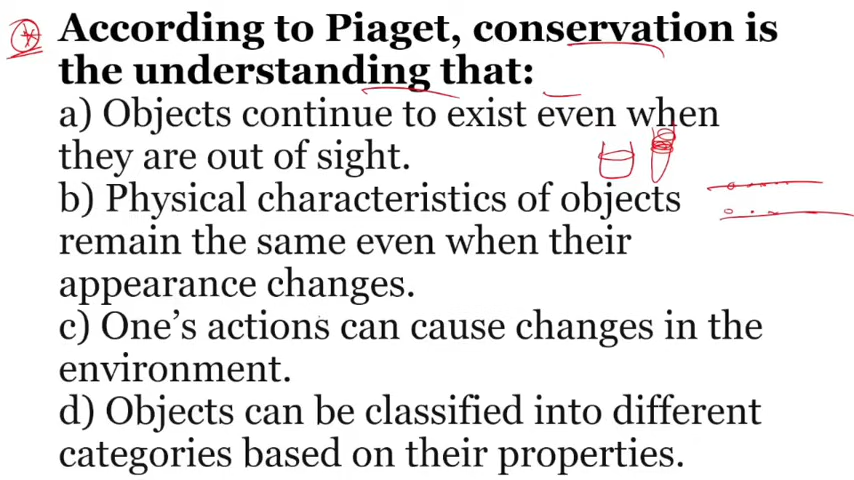 According to Piaget, conservation is
the understanding that:
a) Objects continue to exist even when
they are out of sight.
b) Physical characteristics of objects
remain the same even when their
appearance changes.
c) One's actions can cause changes in the
environment.
d) Objects can be classified into different
categories based on their properties.